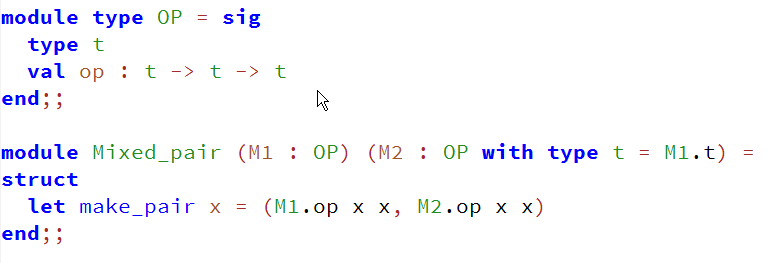 module type OP = sig
  type t
  val op : t -> t -> t
end;;

module Mixed_pair (M1 : OP) (M2 : OP with type t = M1.t) =
struct
  let make_pair x = (M1.op x x, M2.op x x)
end;;